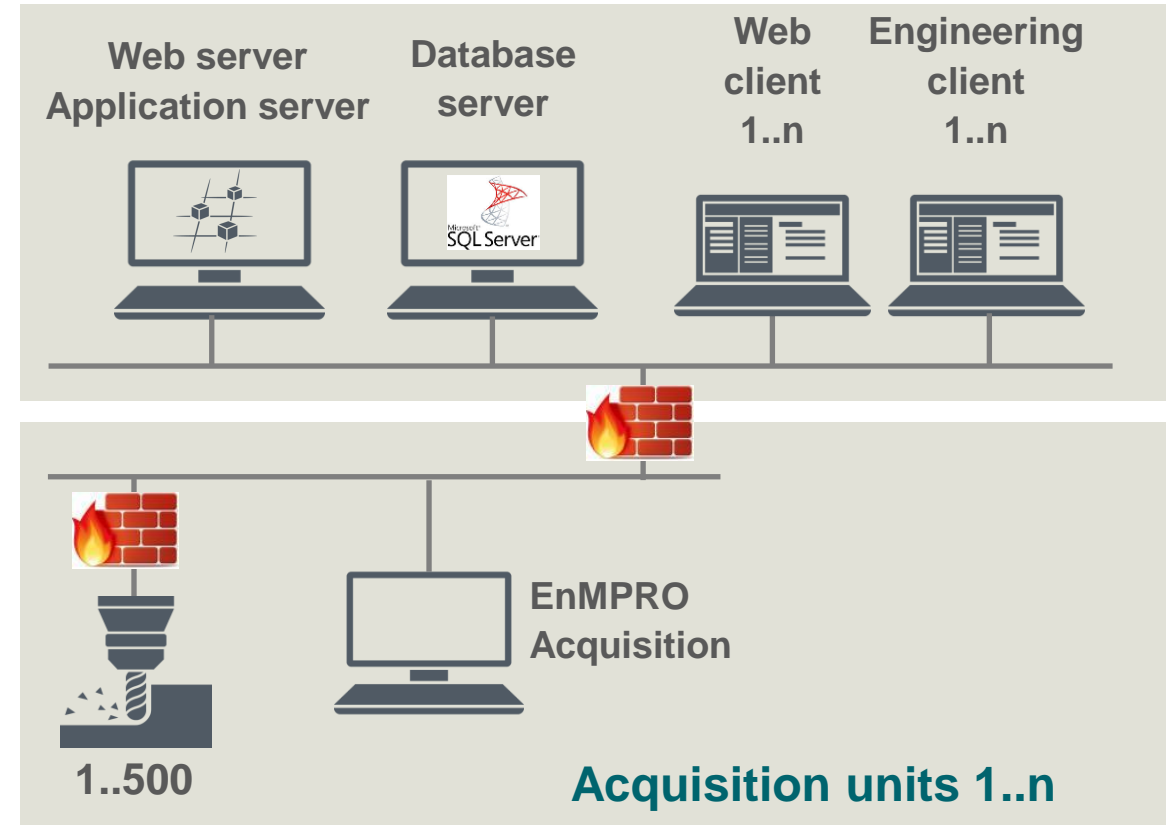 Web server
Application server
Database
server
Web
client
1..n
Engineering
client
1..n
Microsoft
SQL Server
EnMPRO
Acquisition
1..500
Acquisition units 1..n